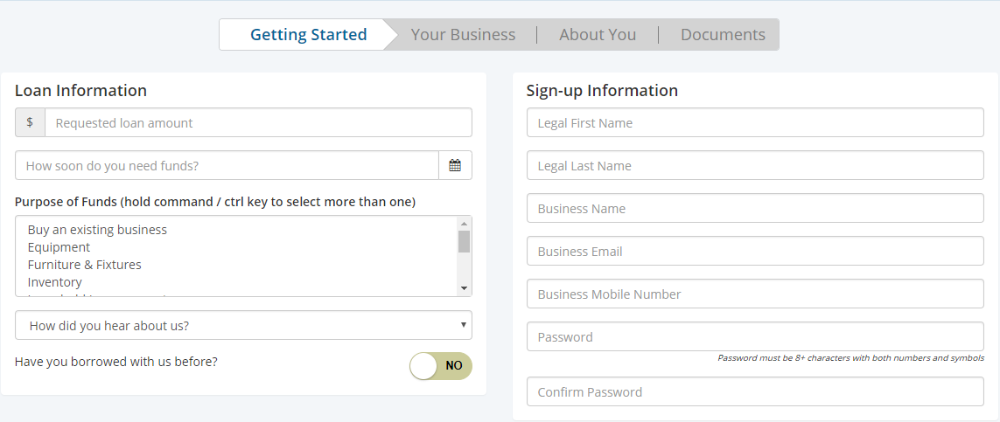 Getting Started
Your Business
About You
Documents
Loan Information
$ Requested loan amount
How soon do you need funds?
Purpose of Funds (hold command / ctrl key to select more than one)
Buy an existing business
Equipment
Furniture & Fixtures
Inventory
How did you hear about us?
Have you borrowed with us before? NO
Sign-up Information
Legal First Name
Legal Last Name
Business Name
Business Email
Business Mobile Number
Password
Password must be 8+ characters with both numbers and symbols
Confirm Password